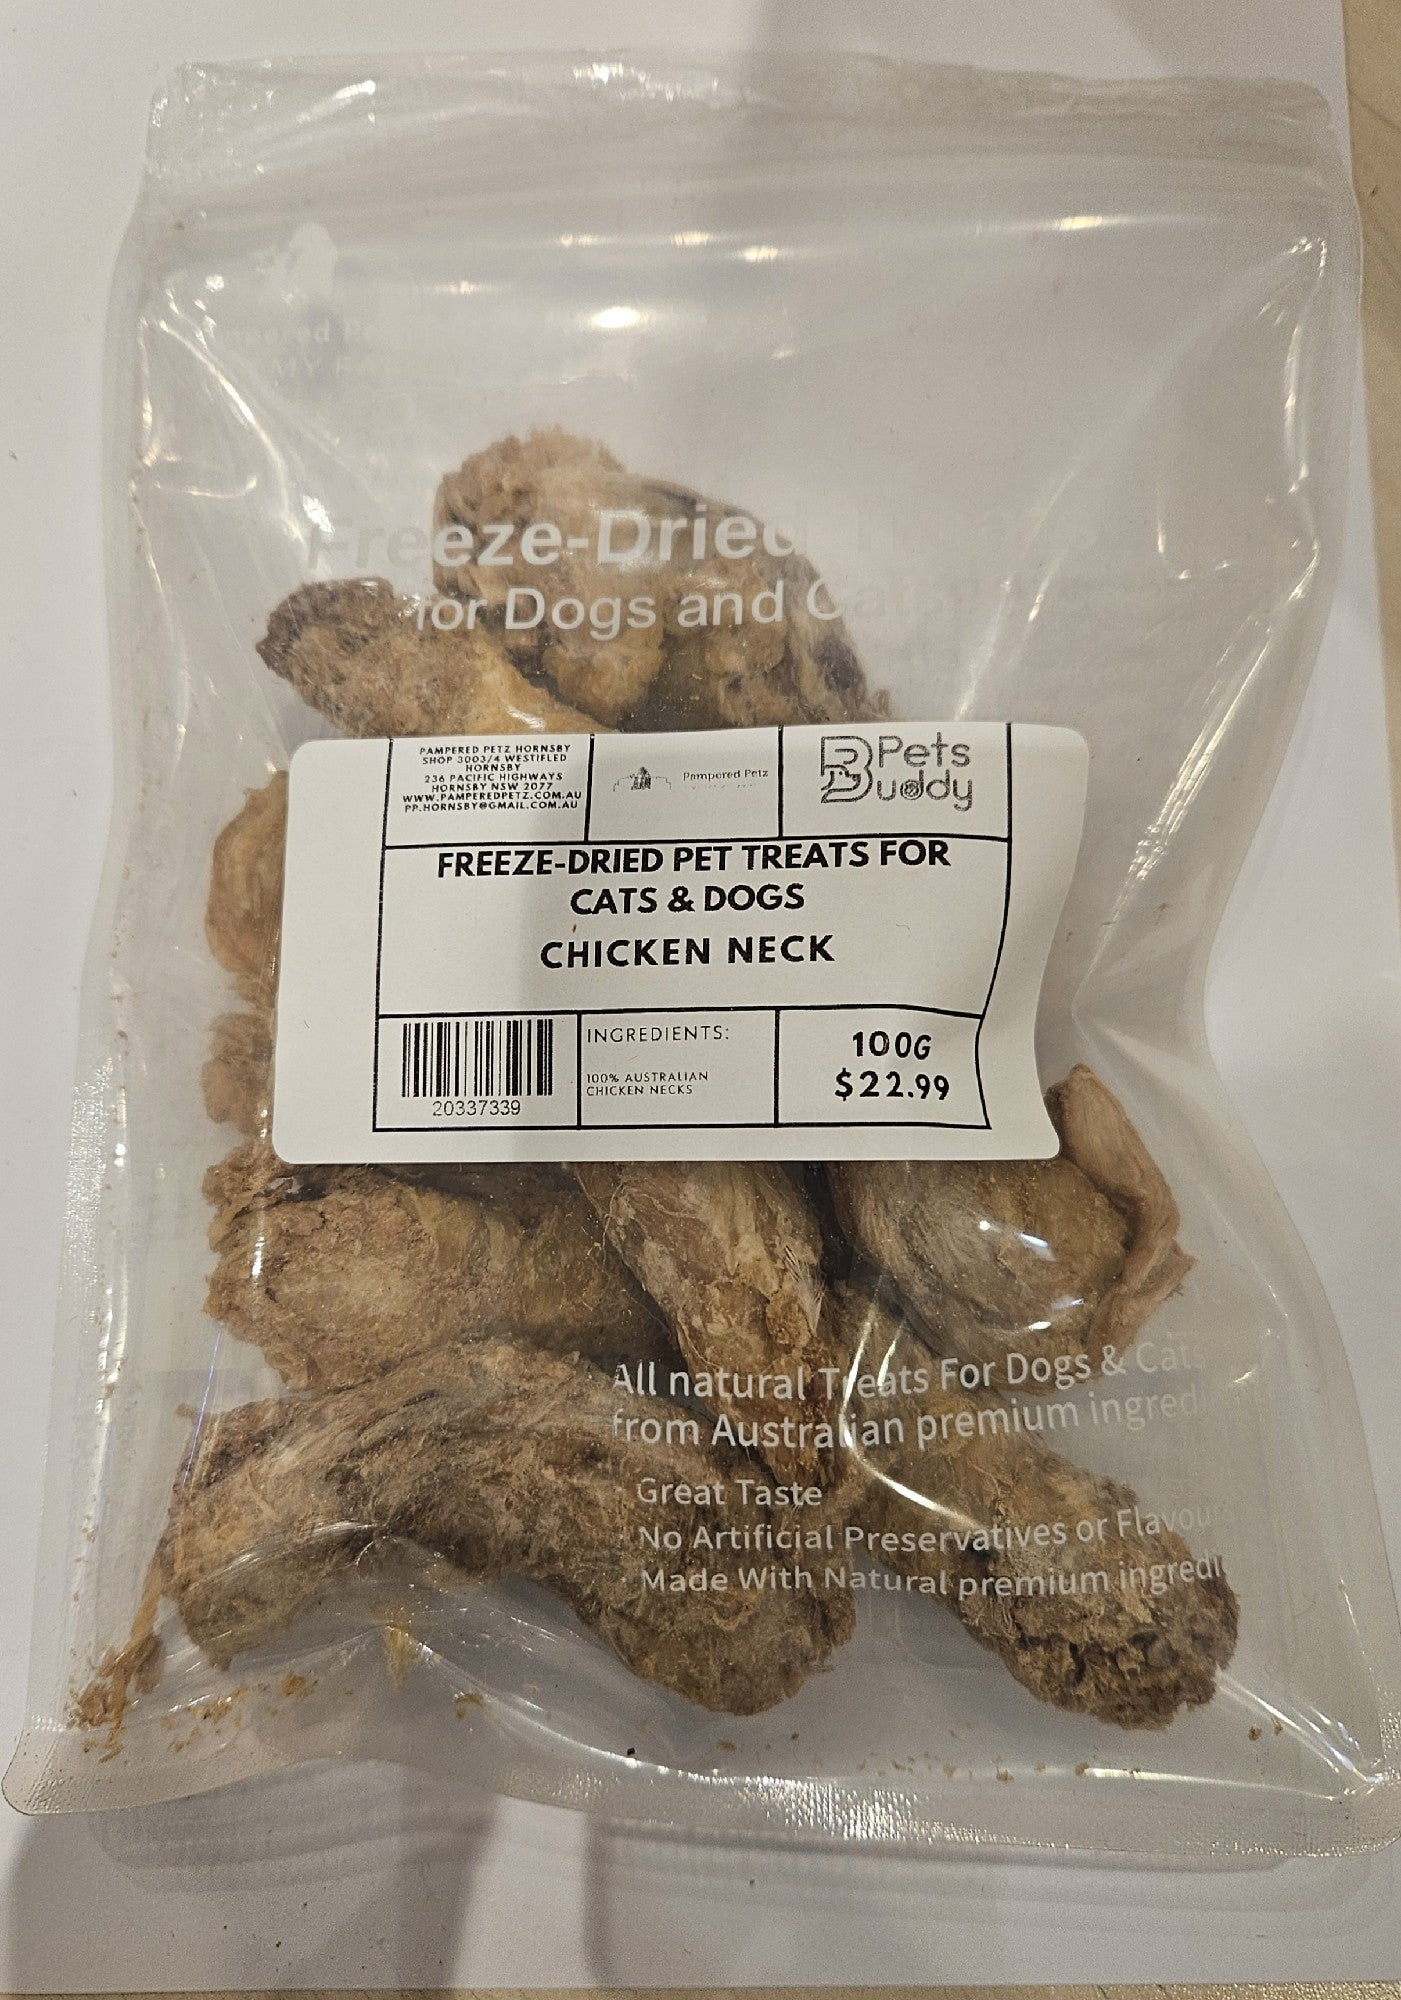 Freeze-Dried
for Dogs and Cats
PAMPERED PETZ HORNSBY
SHOP 3003/4 WESTIFLED
HORNSBY
236 PACIFIC HIGHWAYS
HORNSBY NSW 2077
WWW.PAMPEREDPETZ.COM.AU
PP.HORNSBY@GMAIL.COM.AU
Pampered Petz
Pets
Buddy
FREEZE-DRIED PET TREATS FOR
CATS & DOGS
CHICKEN NECK
20337339
INGREDIENTS:
100% AUSTRALIAN
CHICKEN NECKS
100G
$22.99
All natural Treats For Dogs & Cats
from Australian premium ingredi
Great Taste
No Artificial Preservatives or Flavour
Made With Natural premium ingredi